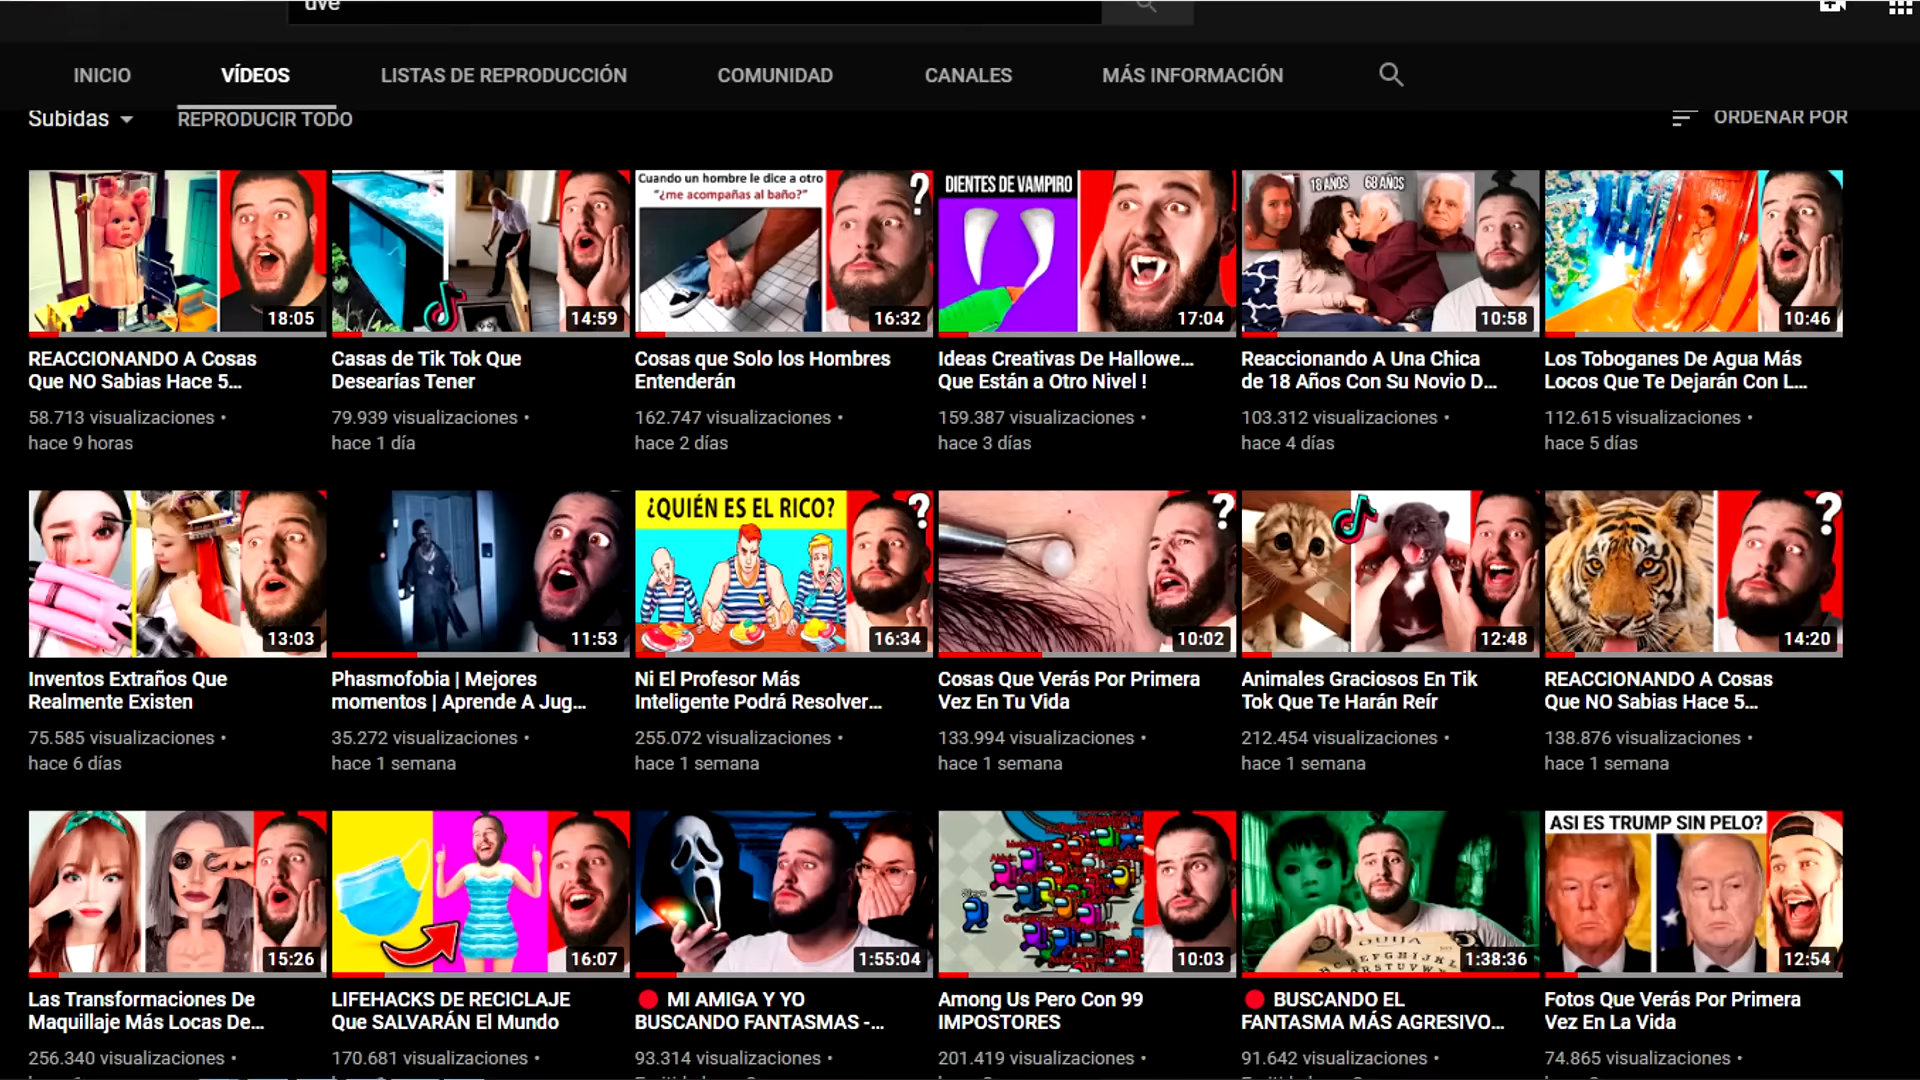 uve
INICIO
VÍDEOS
LISTAS DE REPRODUCCIÓN
COMUNIDAD
CANALES
MÁS INFORMACIÓN
Subidas
REPRODUCIR TODO
ORDENAR POR
18:05
REACCIONANDO A Cosas
Que NO Sabias Hace 5...
58.713 visualizaciones •
hace 9 horas
14:59
Casas de Tik Tok Que
Desearías Tener
79.939 visualizaciones •
hace 1 día
Cuando un hombre le dice a otro
"¿me acompañas al baño?"
?
16:32
Cosas que Solo los Hombres
Entenderán
162.747 visualizaciones •
hace 2 días
DIENTES DE VAMPIRO
17:04
Ideas Creativas De Hallowe...
Que Están a Otro Nivel !
159.387 visualizaciones •
hace 3 días
18 AÑOS 68 AÑOS
10:58
Reaccionando A Una Chica
de 18 Años Con Su Novio D...
103.312 visualizaciones •
hace 4 días
10:46
Los Toboganes De Agua Más
Locos Que Te Dejarán Con L...
112.615 visualizaciones •
hace 5 días
13:03
Inventos Extraños Que
Realmente Existen
75.585 visualizaciones •
hace 6 días
11:53
Phasmofobia | Mejores
momentos | Aprende A Jug...
35.272 visualizaciones •
hace 1 semana
¿QUIÉN ES EL RICO?
?
16:34
Ni El Profesor Más
Inteligente Podrá Resolver...
255.072 visualizaciones •
hace 1 semana
?
10:02
Cosas Que Verás Por Primera
Vez En Tu Vida
133.994 visualizaciones •
hace 1 semana
12:48
Animales Graciosos En Tik
Tok Que Te Harán Reír
212.454 visualizaciones •
hace 1 semana
?
14:20
REACCIONANDO A Cosas
Que NO Sabias Hace 5...
138.876 visualizaciones •
hace 1 semana
15:26
Las Transformaciones De
Maquillaje Más Locas De...
256.340 visualizaciones •
16:07
LIFEHACKS DE RECICLAJE
Que SALVARÁN El Mundo
170.681 visualizaciones •
1:55:04
MI AMIGA Y YO
BUSCANDO FANTASMAS -...
93.314 visualizaciones •
10:03
Among Us Pero Con 99
IMPOSTORES
201.419 visualizaciones •
OUIJA
1:38:36
BUSCANDO EL
FANTASMA MÁS AGRESIVO...
91.642 visualizaciones •
ASI ES TRUMP SIN PELO?
12:54
Fotos Que Verás Por Primera
Vez En La Vida
74.865 visualizaciones •